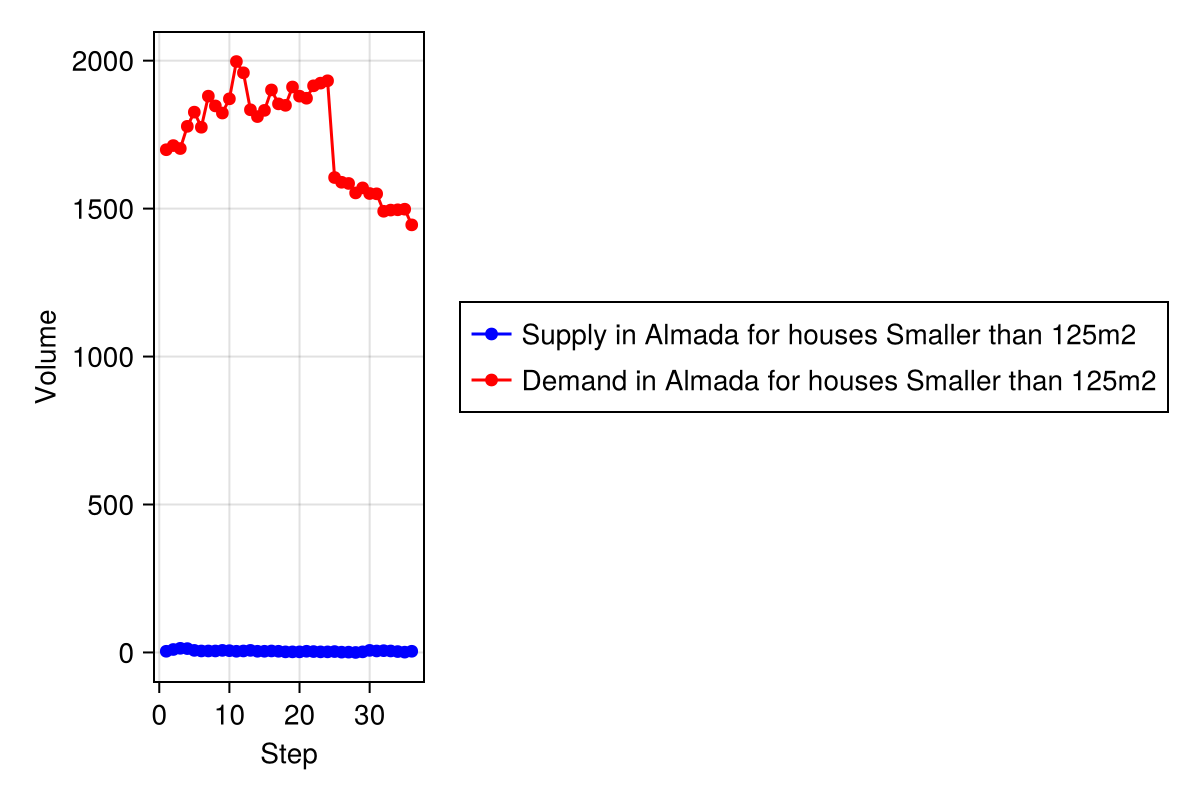 2000
1500
1000
500
0
Volume
0 10 20 30
Step
Supply in Almada for houses Smaller than 125m2
Demand in Almada for houses Smaller than 125m2